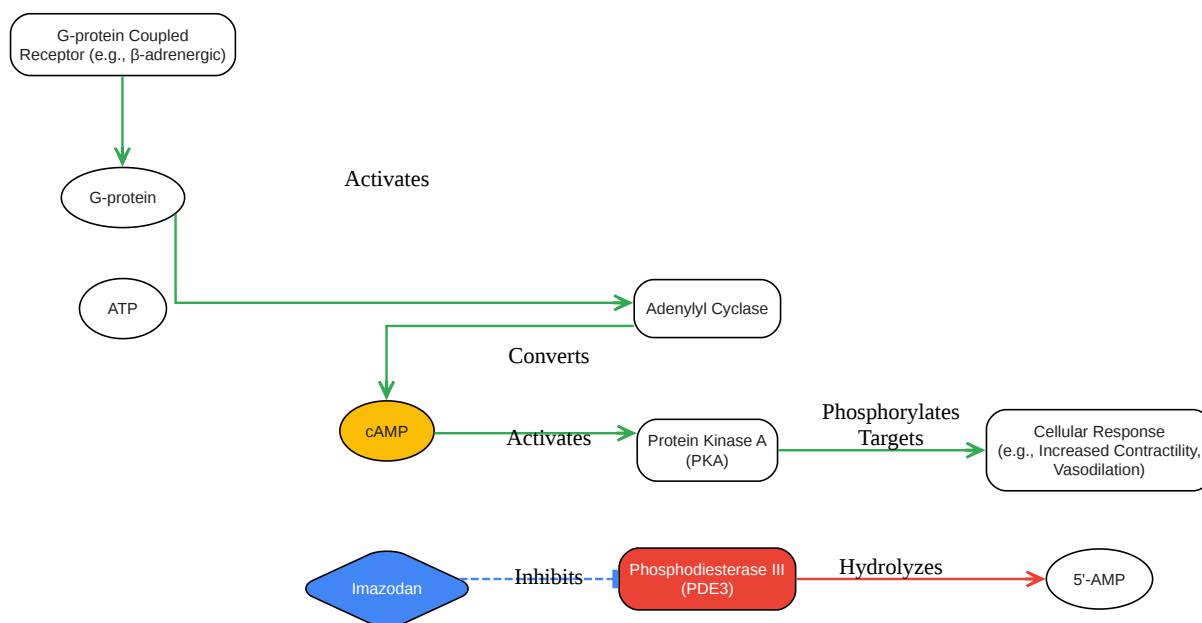 G-protein Coupled
Receptor (e.g., β-adrenergic)
G-protein
Activates
ATP
Adenylyl Cyclase
Converts
cAMP
Activates
Protein Kinase A
(PKA)
Phosphorylates
Targets
Cellular Response
(e.g., Increased Contractility,
Vasodilation)
Imazodan
Inhibits
Phosphodiesterase III
(PDE3)
Hydrolyzes
5'-AMP